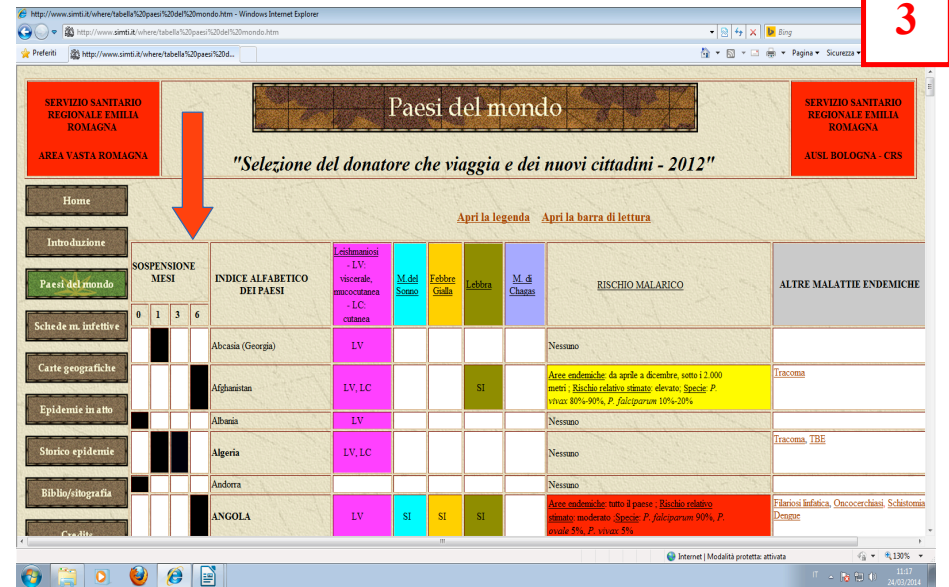 3
http://www.simti.it/where/tabella%20paesi%20del%20mondo.htm - Windows Internet Explorer
http://www.simti.it/where/tabella%20paesi%20del%20mondo.htm
Bing
Preferiti
http://www.simti.it/where/tabella%20paesi%20d...
Pagina
Sicurezza
SERVIZIO SANITARIO
REGIONALE EMILIA
ROMAGNA
AREA VASTA ROMAGNA
Paesi del mondo
"Selezione del donatore che viaggia e dei nuovi cittadini - 2012"
SERVIZIO SANITARIO
REGIONALE EMILIA
ROMAGNA
AUSL BOLOGNA - CRS
Home
Introduzione
Paesi del mondo
Schede m. infettive
Carte geografiche
Epidemie in atto
Storico epidemie
Biblio/sitografia
Credits
Apri la legenda Apri la barra di lettura
SOSPENSIONE
MESI
0 1 3 6
INDICE ALFABETICO
DEI PAESI
Leishmaniosi
- LV:
viscerale,
mucocutanea
- LC:
cutanea
M.del
Sonno
Febbre
Gialla
Lebbra
M. di
Chagas
RISCHIO MALARICO
ALTRE MALATTIE ENDEMICHE
Abcasia (Georgia) LV Nessuno
Afghanistan LV, LC SI
Aree endemiche: da aprile a dicembre, sotto i 2.000
metri ; Rischio relativo stimato: elevato; Specie: P.
vivax 80%-90%, P. falciparum 10%-20%
Tracoma
Albania LV Nessuno
Algeria LV, LC Nessuno Tracoma, TBE
Andorra Nessuno
ANGOLA LV SI SI SI
Aree endemiche: tutto il paese ; Rischio relativo
stimato: moderato ;Specie: P. falciparum 90%, P.
ovale 5%, P. vivax 5%
Filariosi linfatica, Oncocerchiasi, Schistomia
Dengue
Internet | Modalità protetta: attivata
130%
IT
11:17
24/03/2014